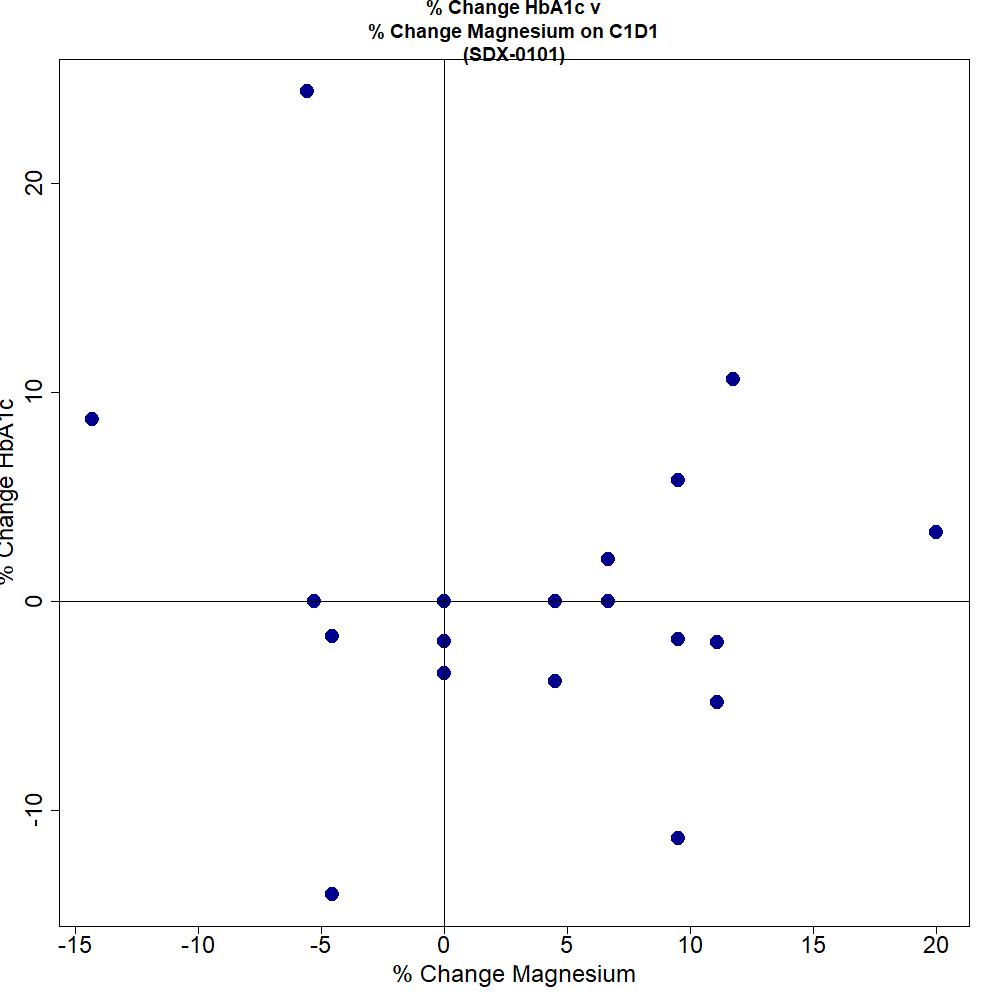 % Change HbA1c v
% Change Magnesium on C1D1
(SDX-0101)
20
10
0
-10
% Change HbA1c
-15 -10 -5 0 5 10 15 20
% Change Magnesium